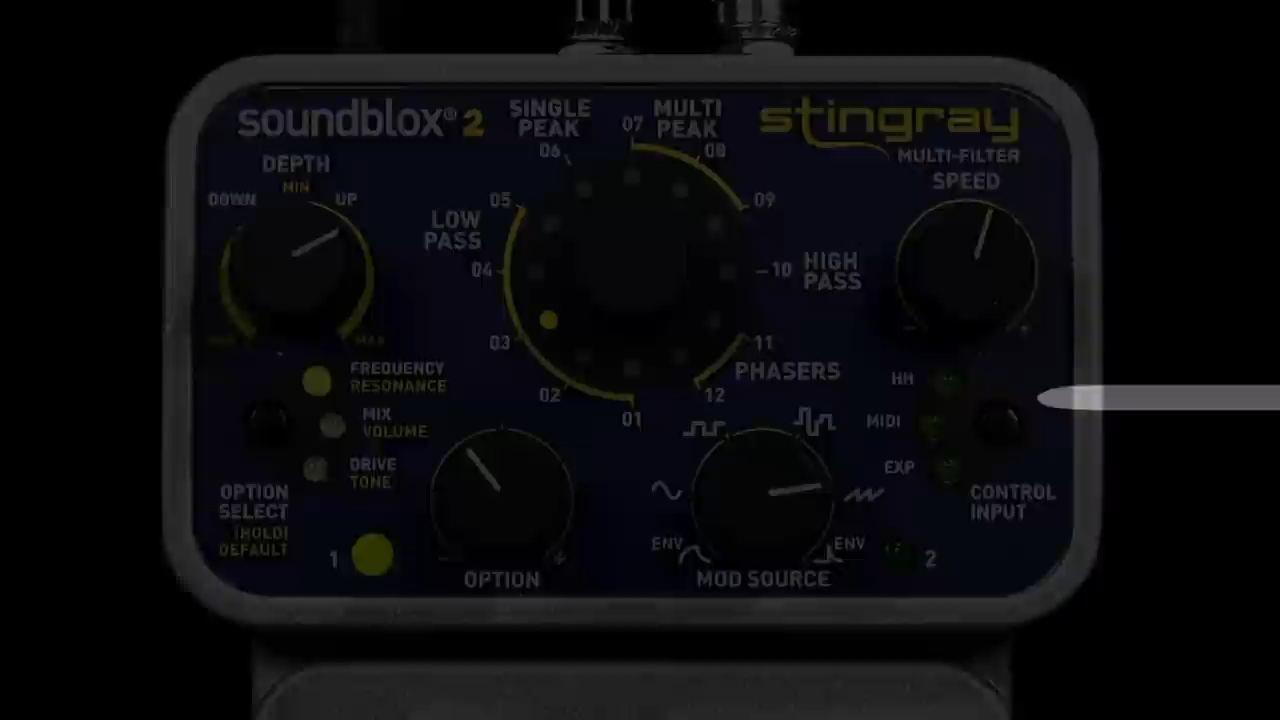 soundblox® 2
SINGLE
PEAK
MULTI
PEAK
stingray
MULTI-FILTER
DEPTH
MIN
DOWN
UP
MAX
SPEED
LOW
PASS
HIGH
PASS
PHASERS
01
02
03
04
05
06
07
08
09
10
11
12
FREQUENCY
RESONANCE
MIX
VOLUME
DRIVE
TONE
OPTION
SELECT
(HOLD)
DEFAULT
1
- +
OPTION
ENV
ENV
MOD SOURCE
2
- +
HH
MIDI
EXP
CONTROL
INPUT